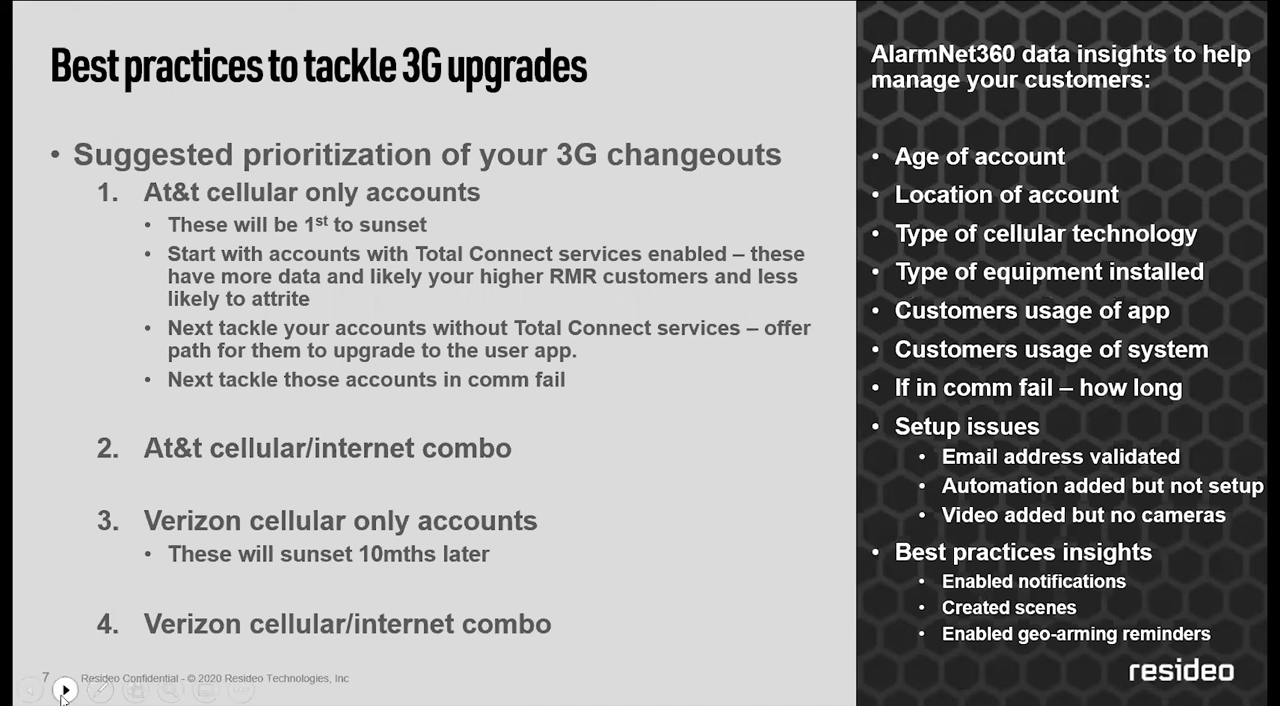 Best practices to tackle 3G upgrades
• Suggested prioritization of your 3G changeouts
1. At&t cellular only accounts
• These will be 1st to sunset
• Start with accounts with Total Connect services enabled – these
have more data and likely your higher RMR customers and less
likely to attrite
• Next tackle your accounts without Total Connect services – offer
path for them to upgrade to the user app.
• Next tackle those accounts in comm fail
2. At&t cellular/internet combo
3. Verizon cellular only accounts
• These will sunset 10mths later
4. Verizon cellular/internet combo
7
Resideo Confidential - © 2020 Resideo Technologies, Inc
AlarmNet360 data insights to help
manage your customers:
• Age of account
• Location of account
• Type of cellular technology
• Type of equipment installed
• Customers usage of app
• Customers usage of system
• If in comm fail – how long
• Setup issues
• Email address validated
• Automation added but not setup
• Video added but no cameras
• Best practices insights
• Enabled notifications
• Created scenes
• Enabled geo-arming reminders
resideo